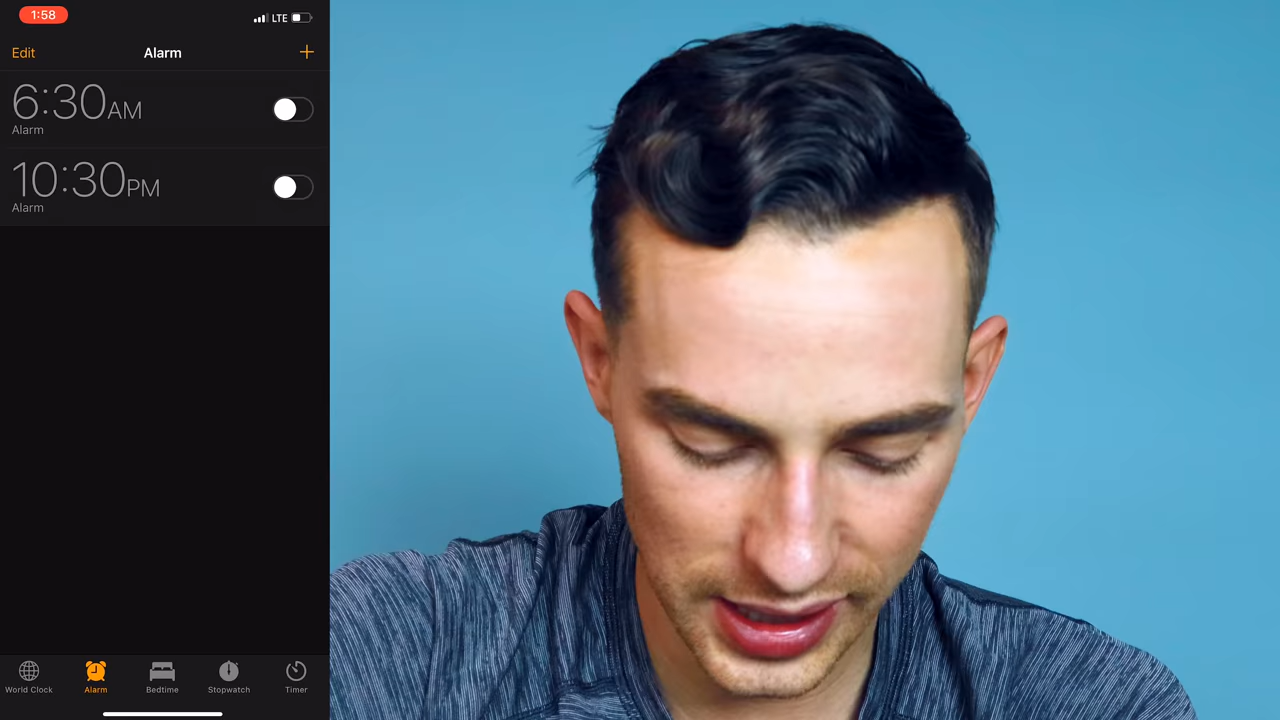 1:58 LTE
Edit Alarm +
6:30AM
Alarm
10:30PM
Alarm
World Clock Alarm Bedtime Stopwatch Timer